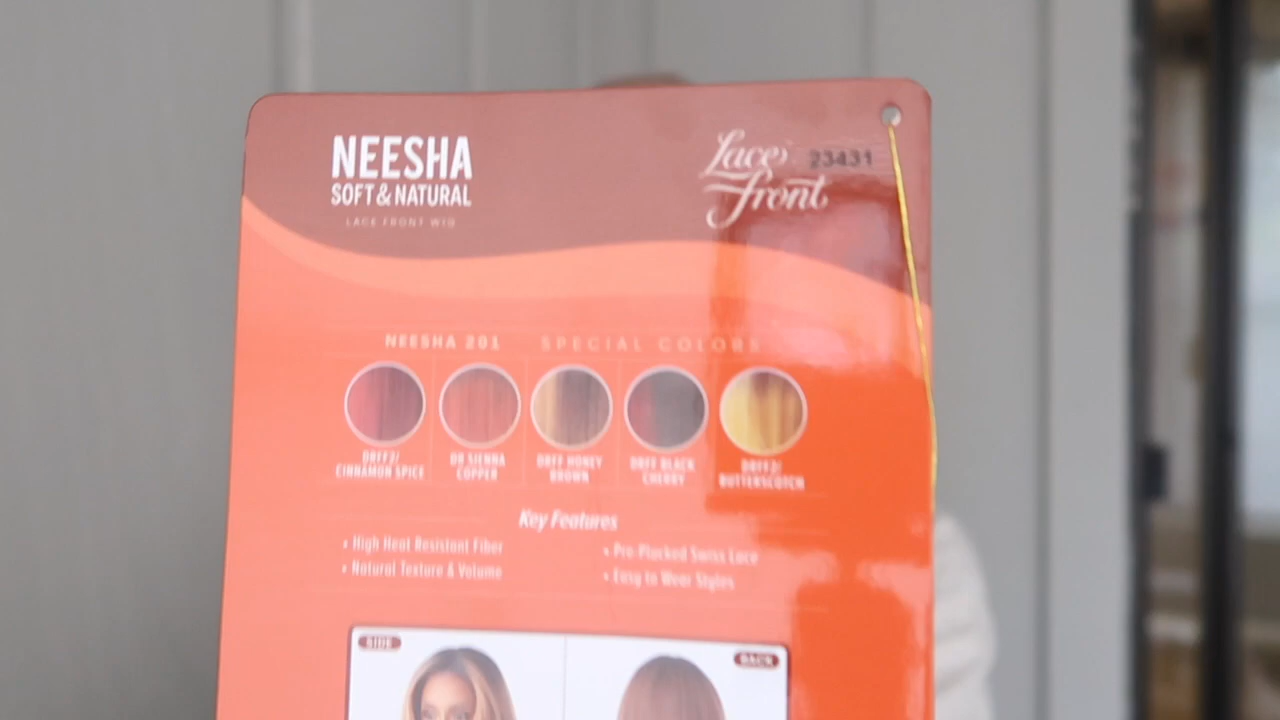 NEESHA
SOFT & NATURAL
LACE FRONT WIG
Lace Front
23431
NEESHA 201 SPECIAL COLORS
DRFF2/ CINNAMON SPICE
DR SIENNA COPPER
DRFF HONEY BROWN
DRFF BLACK CHERRY
DRFF2/ BUTTERSCOTCH
Key Features
• High Heat Resistant Fiber
• Natural Texture & Volume
• Pre-Plucked Swiss Lace
• Easy to Wear Styles
SIDE
BACK